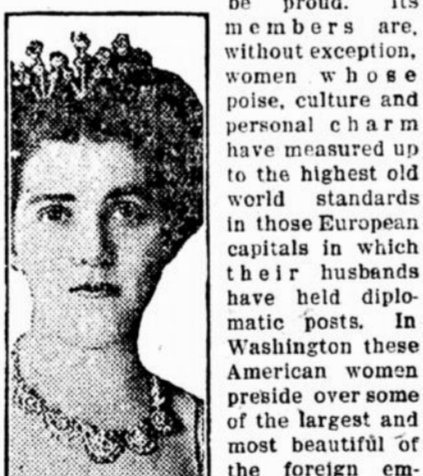 be proud. Its
members are,
without exception,
women whose
poise, culture and
personal charm
have measured up
to the highest old
world standards
in those European
capitals in which
their husbands
have held diplo-
matic posts. In
Washington these
American women
preside over some
of the largest and
most beautiful of
the foreign em-